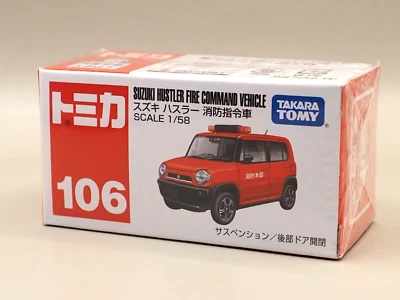 トミカ
106
SUZUKI HUSTLER FIRE COMMAND VEHICLE
スズキ ハスラー 消防指令車
SCALE 1/58
TAKARA
TOMY
消防本部
サスペンション/後部ドア開閉